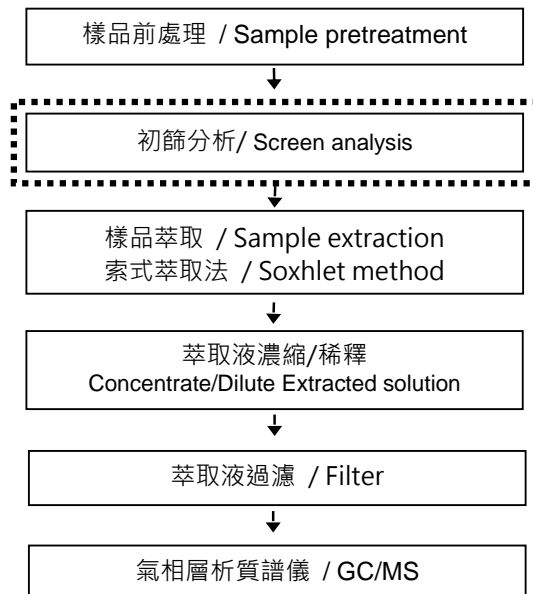 樣品前處理 / Sample pretreatment
初篩分析/ Screen analysis
樣品萃取 / Sample extraction
索式萃取法 / Soxhlet method
萃取液濃縮/稀釋
Concentrate/Dilute Extracted solution
萃取液過濾 / Filter
氣相層析質譜儀 / GC/MS